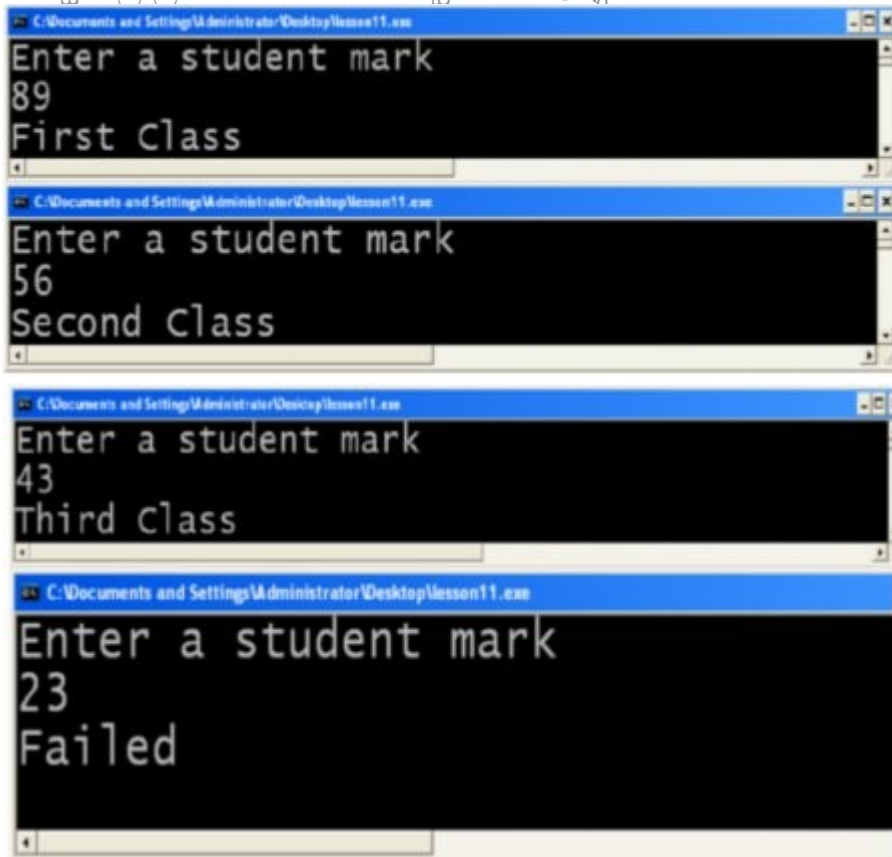 C:\Documents and Settings\Administrator\Desktop\lesson11.exe
Enter a student mark
89
First Class
C:\Documents and Settings\Administrator\Desktop\lesson11.exe
Enter a student mark
56
Second Class
C:\Documents and Settings\Administrator\Desktop\lesson11.exe
Enter a student mark
43
Third Class
C:\Documents and Settings\Administrator\Desktop\lesson11.exe
Enter a student mark
23
Failed